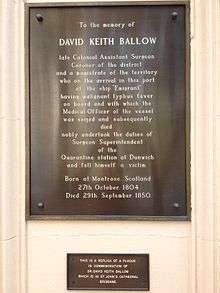 To the memory of
DAVID KEITH BALLOW
late Colonial Assistant Surgeon
Coroner of the district
and a magistrate of the territory
who on the arrival in this port
of the ship "Emigrant"
having malignant typhus fever
on board and with which the
Medical Officer of the vessel
was seized and subsequently
died
nobly undertook the duties of
Surgeon Superintendent
of the
Quarantine station at Dunwich
and fell himself a victim.
Born at Montrose, Scotland
27th October, 1804
Died 29th September 1850.
THIS IS A REPLICA OF A PLAQUE
IN COMMEMORATION OF
DR DAVID KEITH BALLOW
WHICH IS IN ST JOHN'S CATHEDRAL
BRISBANE.